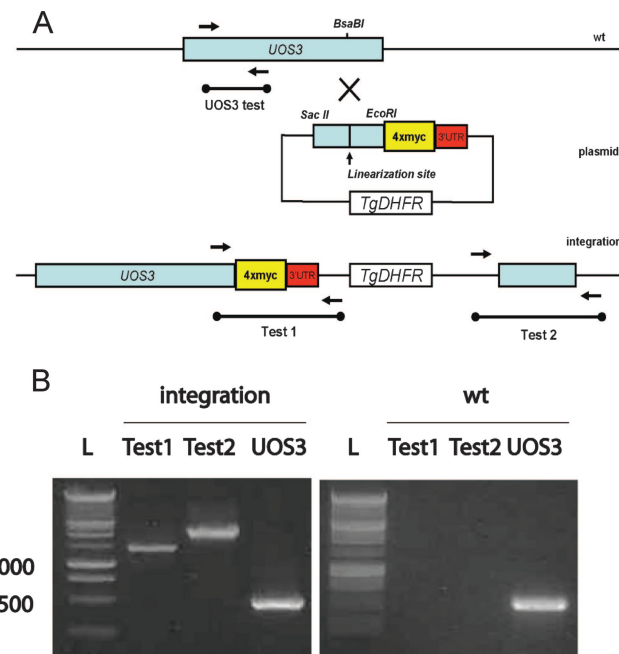 A
BsaBI
UOS3
wt
UOS3 test
Sac II
EcoRI
4xmyc
3'UTR
plasmid
Linearization site
TgDHFR
integration
UOS3
4xmyc
3'UTR
TgDHFR
Test 1
Test 2
B
integration
wt
L
Test1
Test2
UOS3
L
Test1
Test2
UOS3
000
500